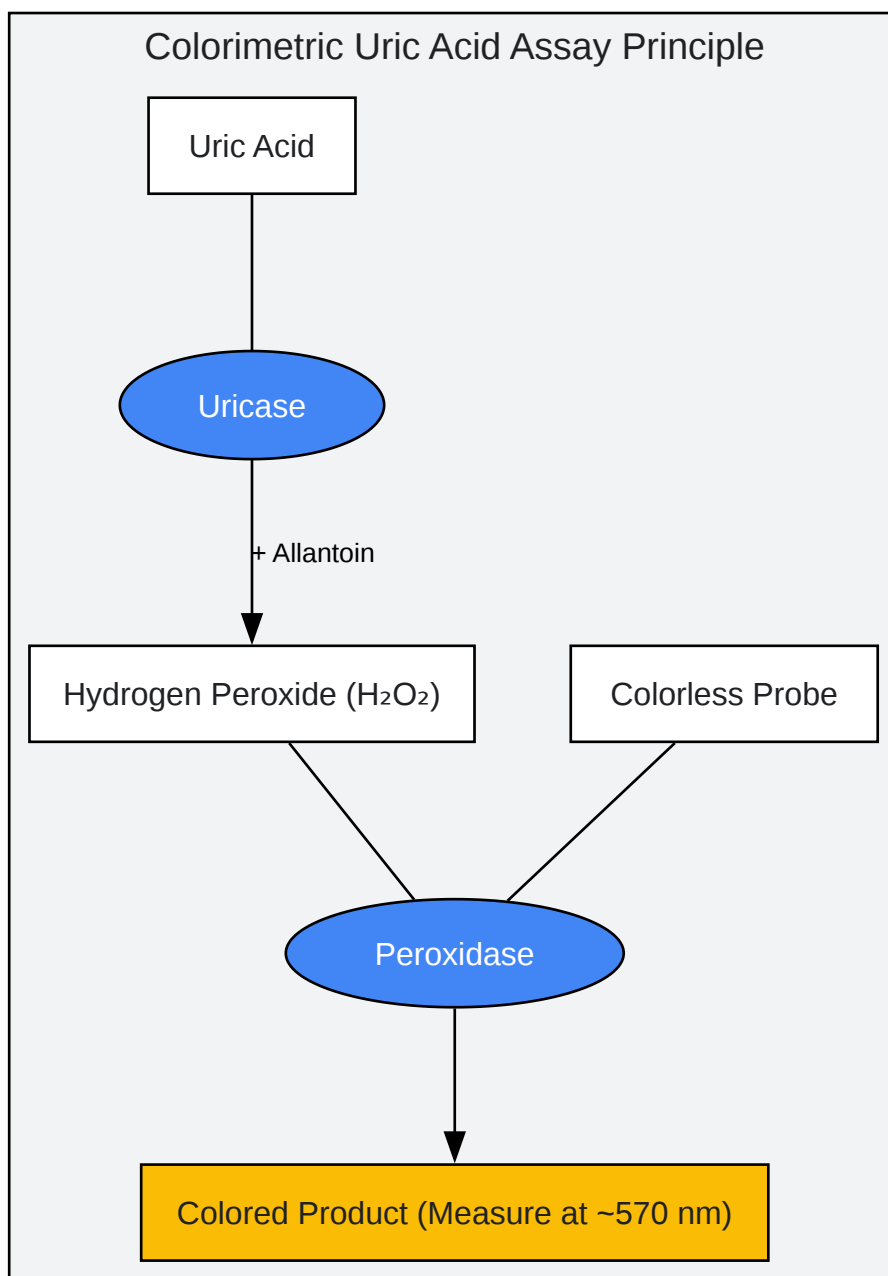 Colorimetric Uric Acid Assay Principle
Uric Acid
Uricase
+ Allantoin
Hydrogen Peroxide (H₂O₂)
Colorless Probe
Peroxidase
Colored Product (Measure at ~570 nm)